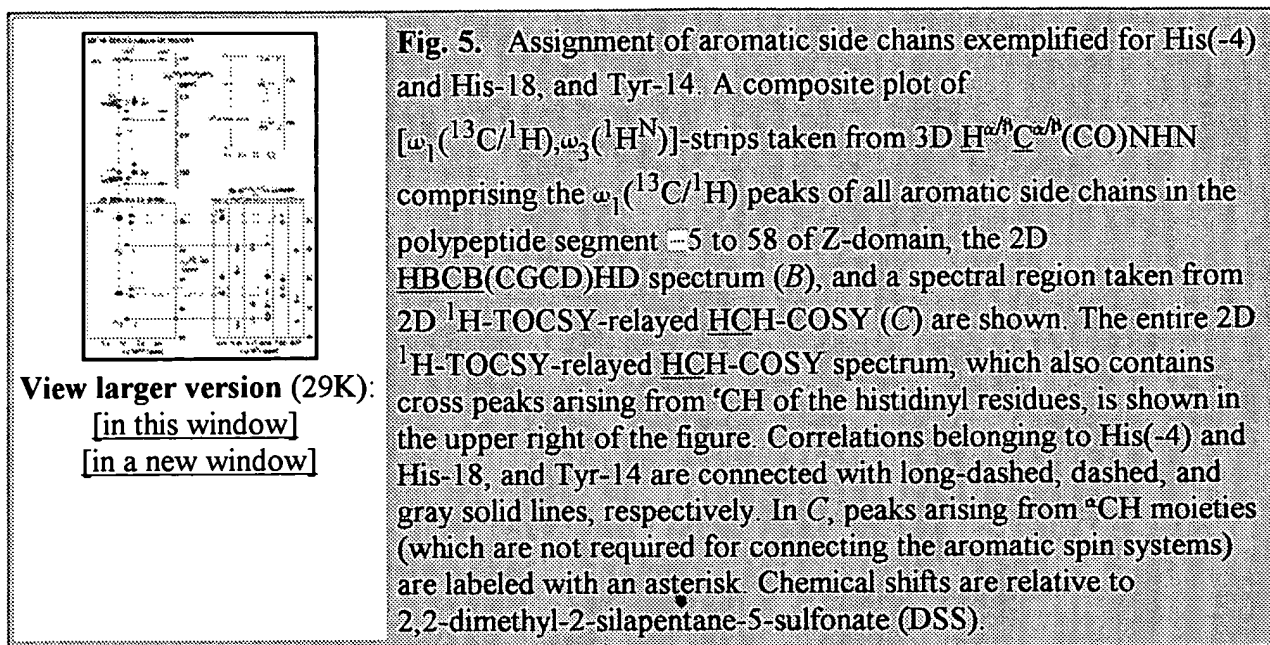 View larger version (29K):
[in this window]
[in a new window]
Fig. 5. Assignment of aromatic side chains exemplified for His(-4)
and His-18, and Tyr-14. A composite plot of
[ω₁(¹³C/¹H),ω₃(¹Hᴺ)]-strips taken from 3D Hᵅ/ᵝCᵅ/ᵝ(CO)NHN
comprising the ω₁(¹³C/¹H) peaks of all aromatic side chains in the
polypeptide segment −5 to 58 of Z-domain, the 2D
HBCB(CGCD)HD spectrum (B), and a spectral region taken from
2D ¹H-TOCSY-relayed HCH-COSY (C) are shown. The entire 2D
¹H-TOCSY-relayed HCH-COSY spectrum, which also contains
cross peaks arising from ᵋCH of the histidinyl residues, is shown in
the upper right of the figure. Correlations belonging to His(-4) and
His-18, and Tyr-14 are connected with long-dashed, dashed, and
gray solid lines, respectively. In C, peaks arising from ᵅCH moieties
(which are not required for connecting the aromatic spin systems)
are labeled with an asterisk. Chemical shifts are relative to
2,2-dimethyl-2-silapentane-5-sulfonate (DSS).